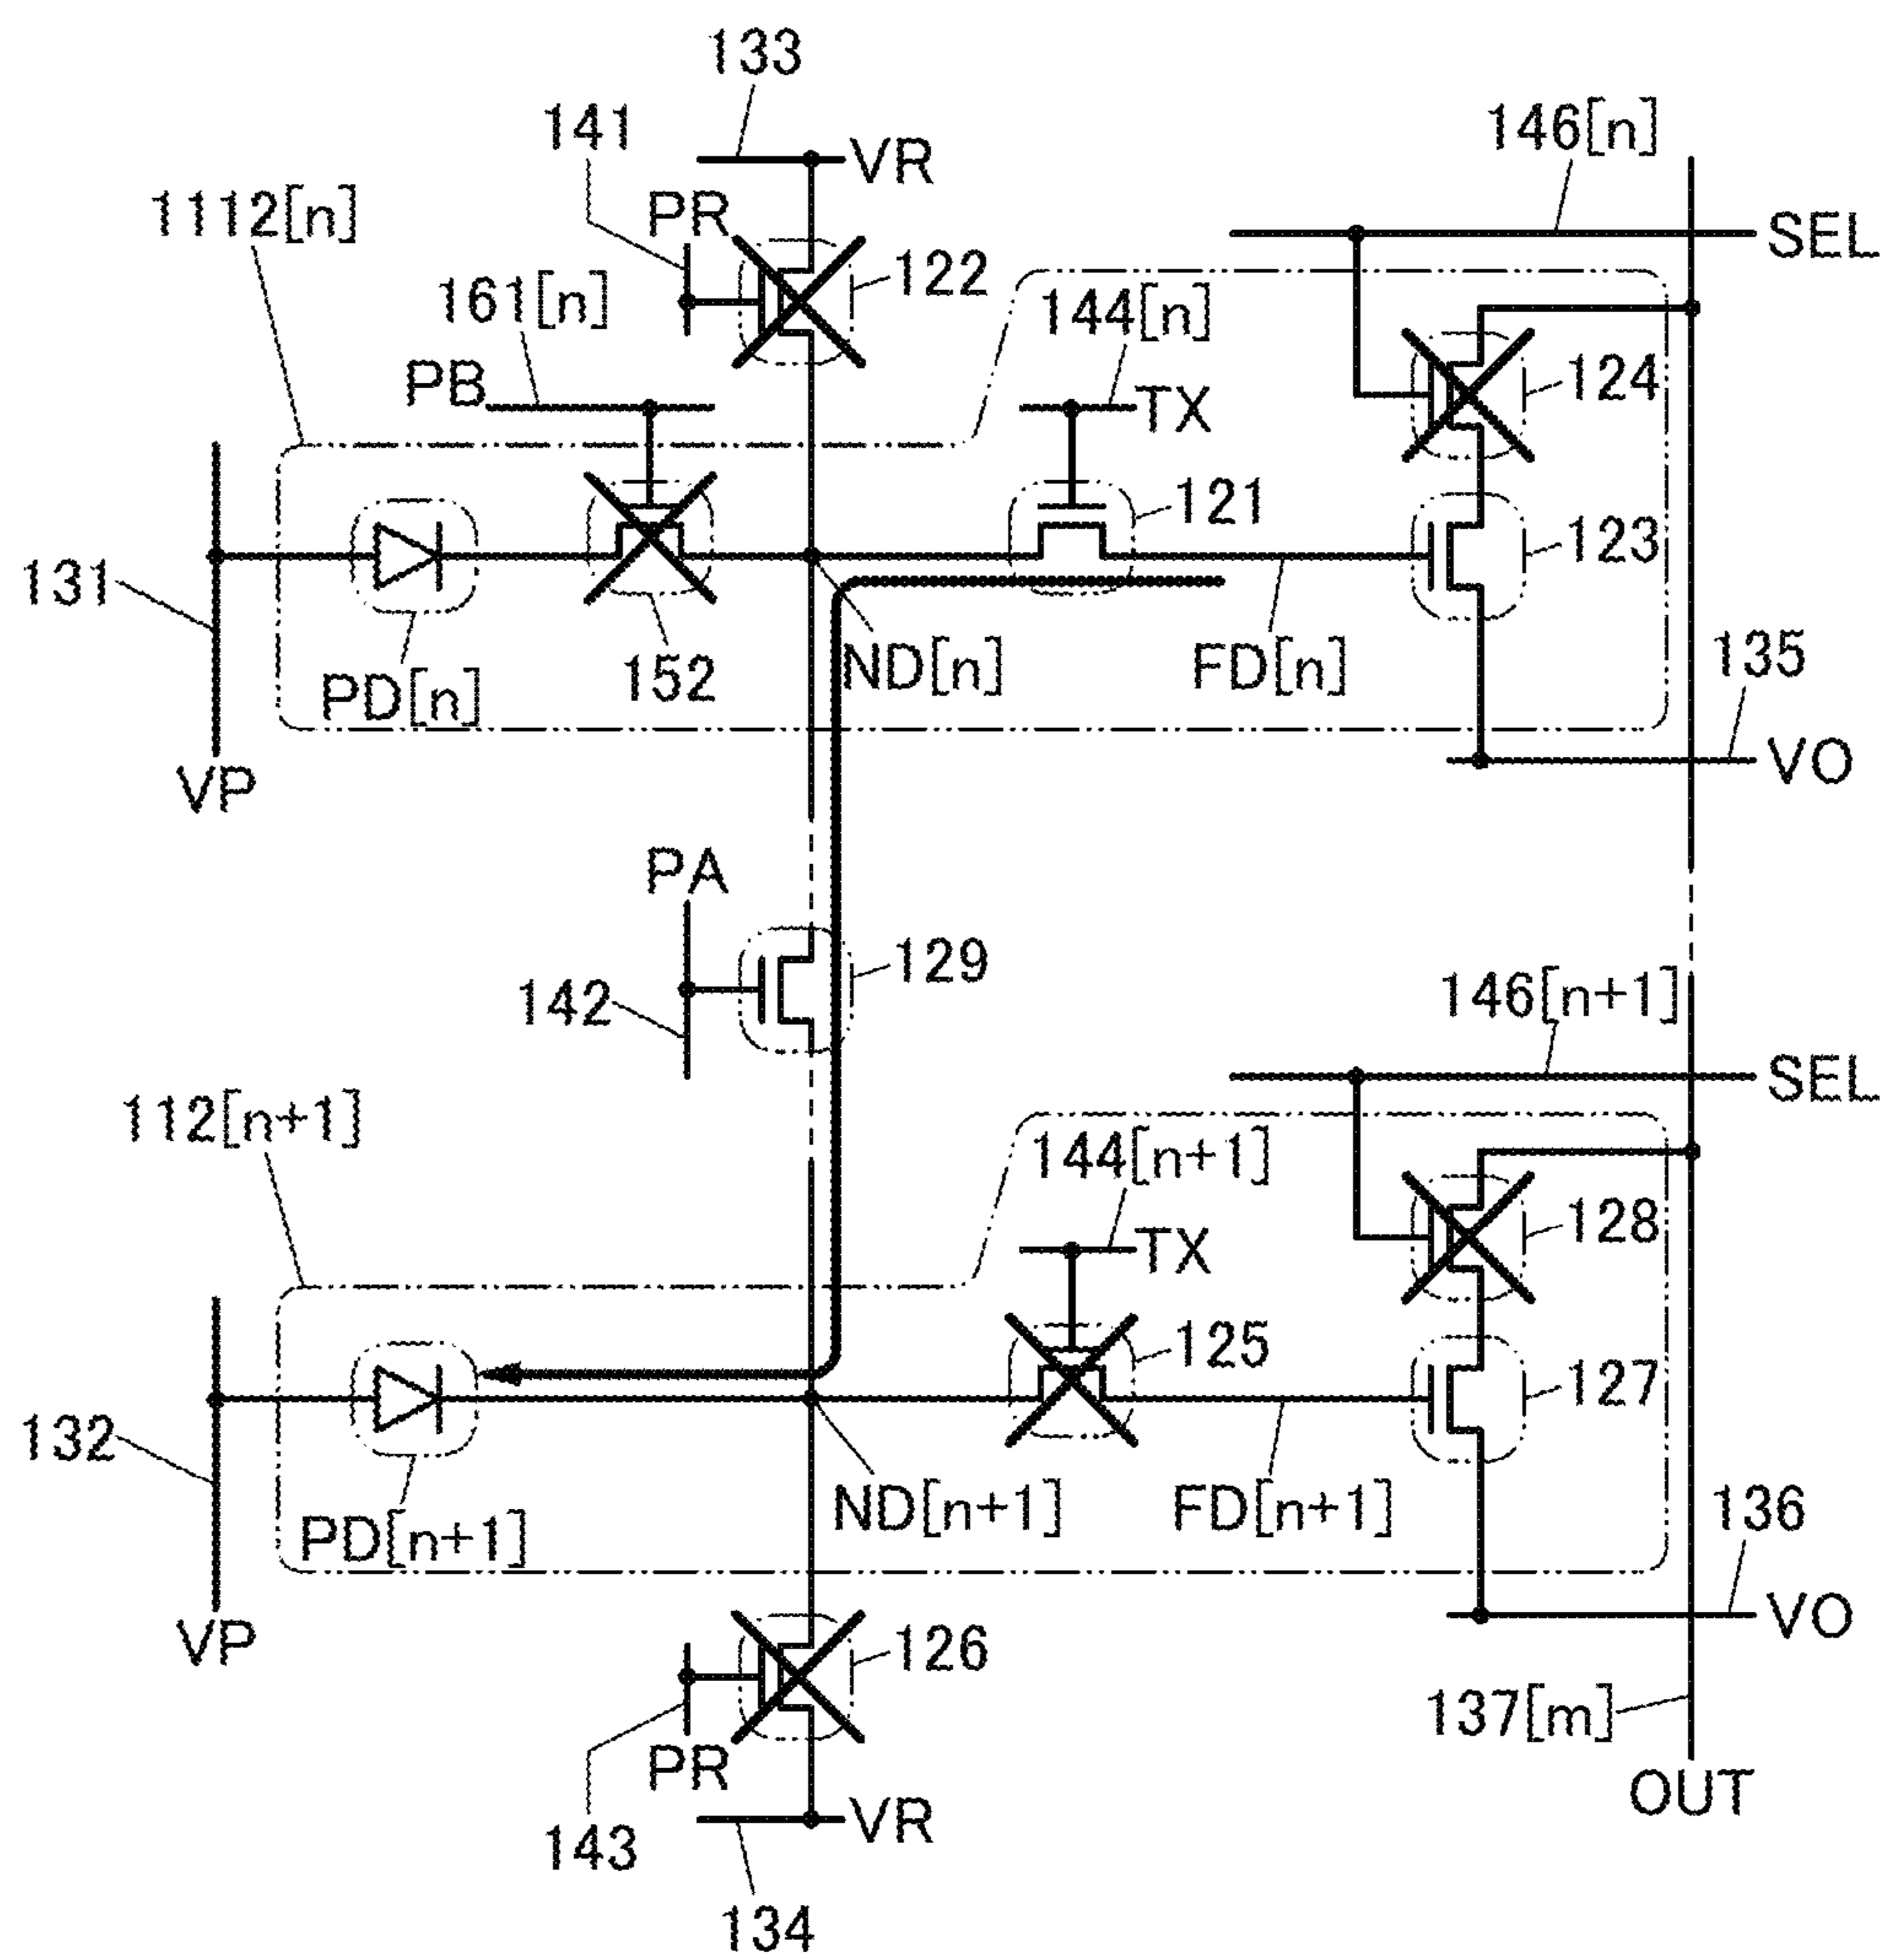 133
141
VR
146[n]
1112[n]
PR
SEL
122
161[n]
144[n]
PB
TX
124
121
123
131
152
ND[n]
FD[n]
135
PD[n]
VP
VO
PA
129
142
146[n+1]
SEL
112[n+1]
144[n+1]
TX
128
125
127
132
ND[n+1]
FD[n+1]
136
PD[n+1]
VP
VO
126
137[m]
PR
OUT
143
VR
134